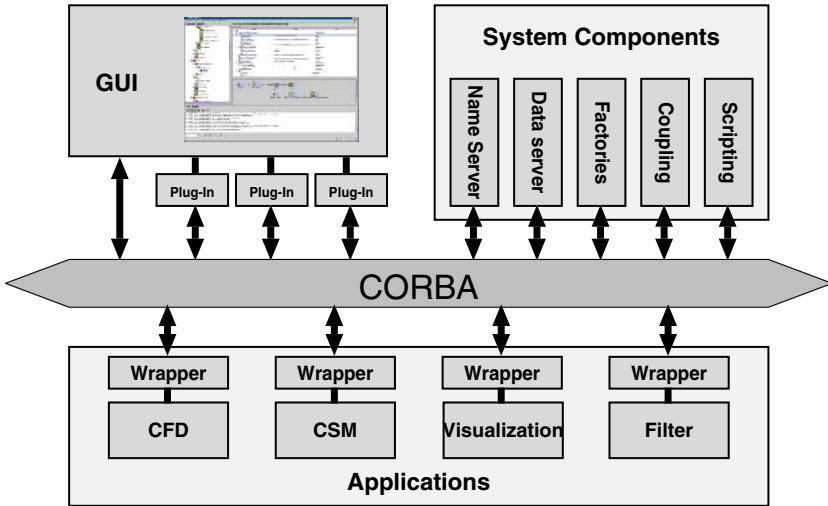 GUI
System Components
Name Server
Data server
Factories
Coupling
Scripting
Plug-In
Plug-In
Plug-In
CORBA
Wrapper
Wrapper
Wrapper
Wrapper
CFD
CSM
Visualization
Filter
Applications